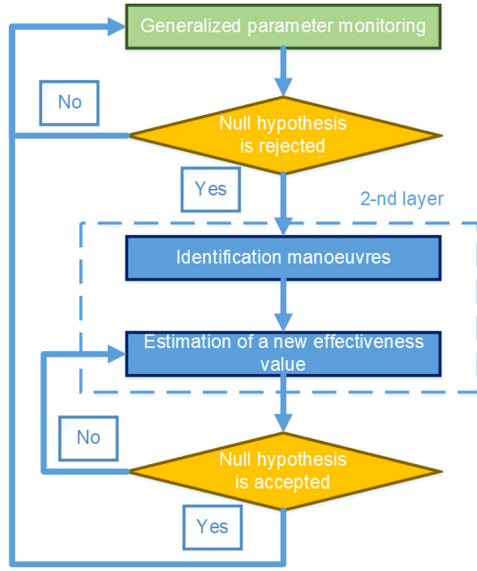 Generalized parameter monitoring
No
Null hypothesis
is rejected
Yes
2-nd layer
Identification manoeuvres
Estimation of a new effectiveness
value
No
Null hypothesis
is accepted
Yes